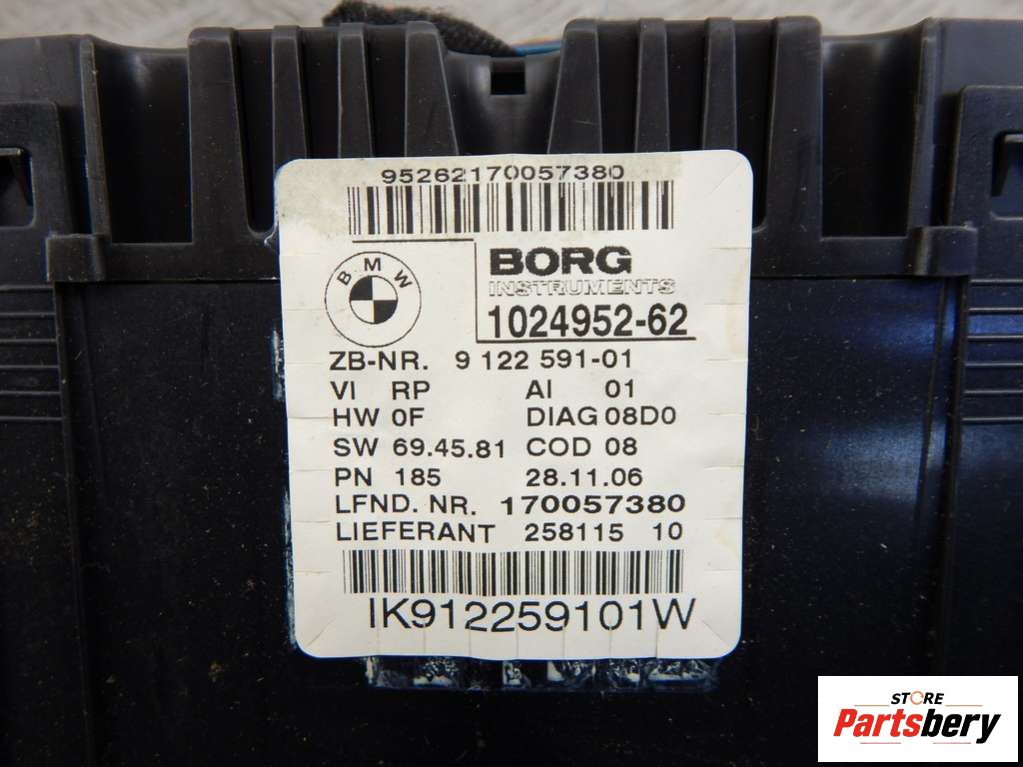 95262170057380
BMW
BORG
INSTRUMENTS
1024952-62
ZB-NR. 9 122 591-01
VI RP AI 01
HW 0F DIAG 08D0
SW 69.45.81 COD 08
PN 185 28.11.06
LFND. NR. 170057380
LIEFERANT 258115 10
IK912259101W
STORE
Partsbery